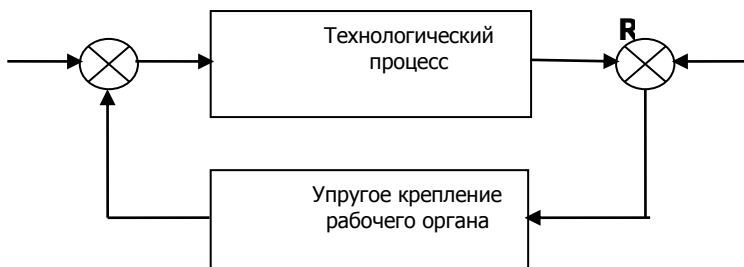 Технологический
процесс
R
Упругое крепление
рабочего органа